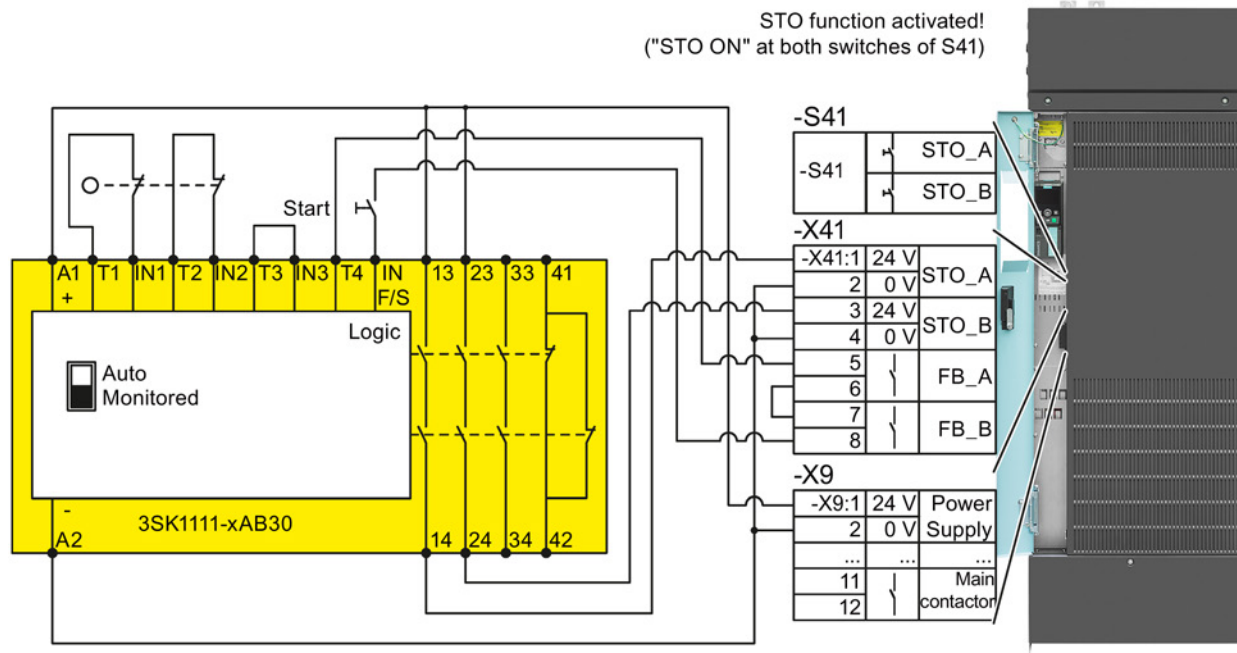 STO function activated!
("STO ON" at both switches of S41)
-S41
-S41
STO_A
STO_B
Start
-X41
A1 T1 IN1 T2 IN2 T3 IN3 T4 IN 13 23 33 41
+
F/S
-X41:1 24 V STO_A
2 0 V
3 24 V STO_B
4 0 V
5 FB_A
6
7 FB_B
8
Logic
Auto
Monitored
-X9
-X9:1 24 V Power
2 0 V Supply
... ... ...
11 Main
12 contactor
-
3SK1111-xAB30
A2 14 24 34 42